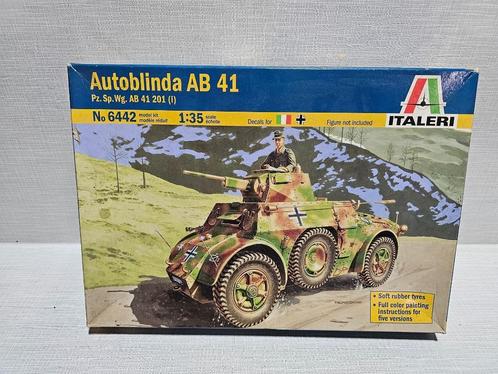 Autoblinda AB 41
Pz. Sp. Wg. AB 41 201 (I)
No 6442 model kit modèle réduit 1:35 scale échelle
Decals for
Figure not included
ITALERI
• Soft rubber tyres
• Full color painting
instructions for
five versions